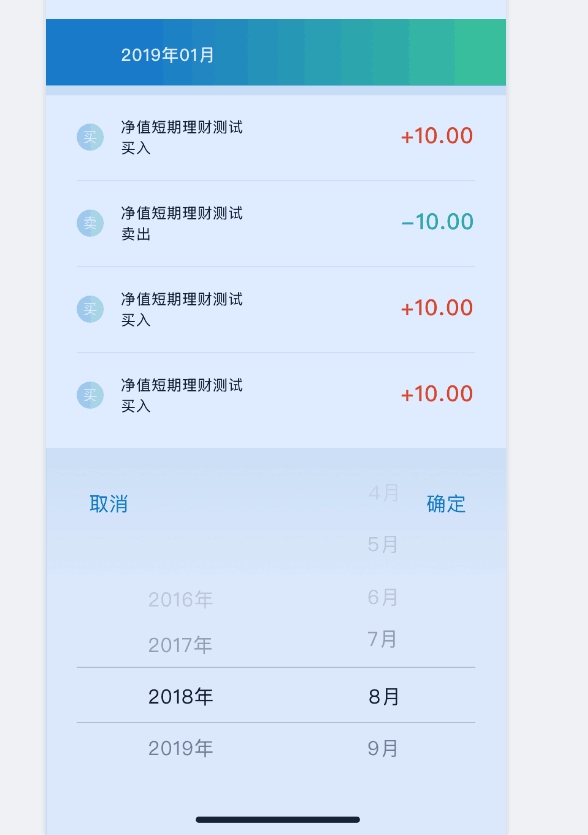 2019年01月
买
净值短期理财测试
买入
+10.00
卖
净值短期理财测试
卖出
-10.00
买
净值短期理财测试
买入
+10.00
买
净值短期理财测试
买入
+10.00
取消
4月
确定
5月
2016年
6月
2017年
7月
2018年
8月
2019年
9月